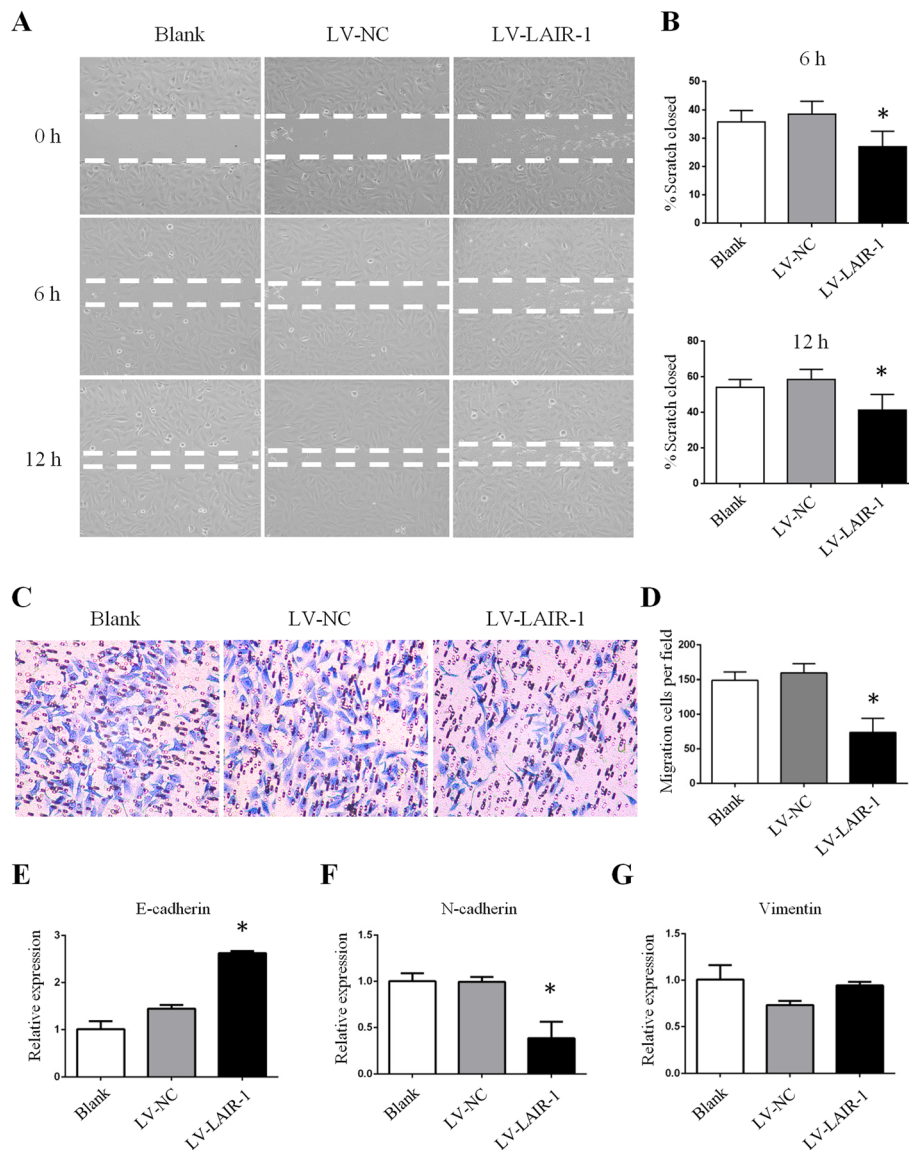 A
Blank
LV-NC
LV-LAIR-1
0 h
6 h
12 h
B
6 h
% Scratch closed
50
40
30
20
10
0
*
Blank
LV-NC
LV-LAIR-1
12 h
% Scratch closed
80
60
40
20
0
*
Blank
LV-NC
LV-LAIR-1
C
Blank
LV-NC
LV-LAIR-1
D
Migration cells per field
200
150
100
50
0
*
Blank
LV-NC
LV-LAIR-1
E
E-cadherin
Relative expression
3
2
1
0
*
Blank
LV-NC
LV-LAIR-1
F
N-cadherin
Relative expression
1.5
1.0
0.5
0.0
*
Blank
LV-NC
LV-LAIR-1
G
Vimentin
Relative expression
1.5
1.0
0.5
0.0
Blank
LV-NC
LV-LAIR-1